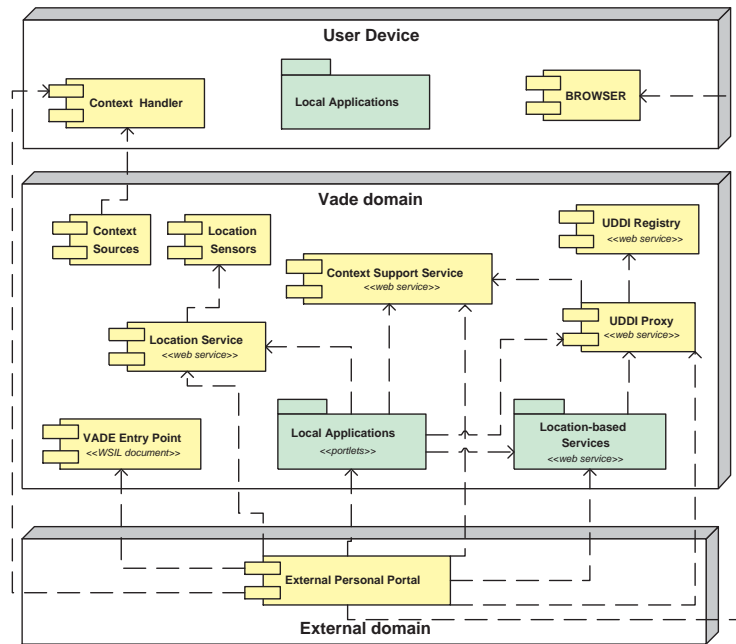 User Device
Context Handler
Local Applications
BROWSER
Vade domain
Context
Sources
Location
Sensors
UDDI Registry
<<web service>>
Context Support Service
<<web service>>
UDDI Proxy
<<web service>>
Location Service
<<web service>>
VADE Entry Point
<<WSIL document>>
Local Applications
<<portlets>>
Location-based
Services
<<web service>>
External Personal Portal
External domain